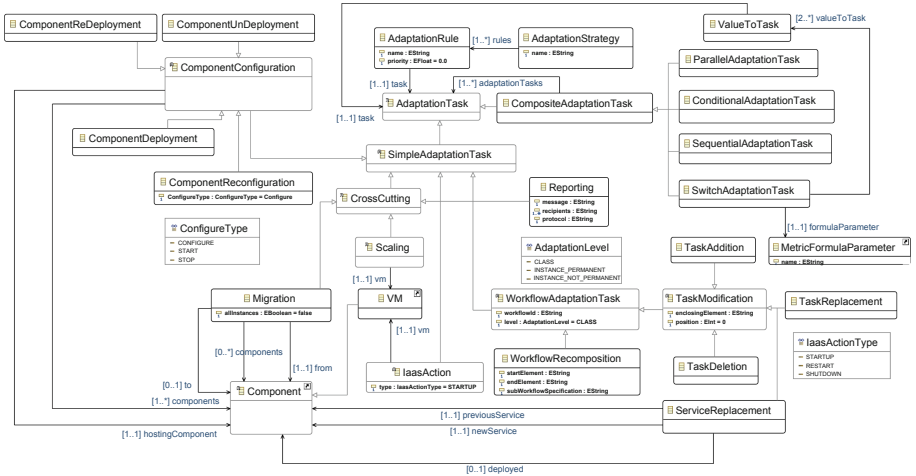 ComponentReDeployment
ComponentUnDeployment
AdaptationRule
name : EString
priority : EFloat = 0.0
[1..*] rules
AdaptationStrategy
name : EString
ValueToTask
[2..*] valueToTask
ComponentConfiguration
[1..1] task
[1..*] adaptationTasks
ParallelAdaptationTask
AdaptationTask
CompositeAdaptationTask
ConditionalAdaptationTask
[1..1] task
ComponentDeployment
SequentialAdaptationTask
SimpleAdaptationTask
ComponentReconfiguration
ConfigureType : ConfigureType = Configure
CrossCutting
Reporting
message : EString
recipients : EString
protocol : EString
SwitchAdaptationTask
ConfigureType
CONFIGURE
START
STOP
[1..1] formulaParameter
Scaling
AdaptationLevel
CLASS
INSTANCE_PERMANENT
INSTANCE_NOT_PERMANENT
TaskAddition
MetricFormulaParameter
name : EString
[1..1] vm
Migration
allInstances : EBoolean = false
VM
WorkflowAdaptationTask
workflowId : EString
level : AdaptationLevel = CLASS
TaskModification
enclosingElement : EString
position : EInt = 0
TaskReplacement
[1..1] vm
[0..*] components
IaasActionType
STARTUP
RESTART
SHUTDOWN
[1..1] from
IaasAction
type : IaasActionType = STARTUP
WorkflowRecomposition
startElement : EString
endElement : EString
subWorkflowSpecification : EString
TaskDeletion
[0..1] to
Component
[1..*] components
ServiceReplacement
[1..1] previousService
[1..1] hostingComponent
[1..1] newService
[0..1] deployed